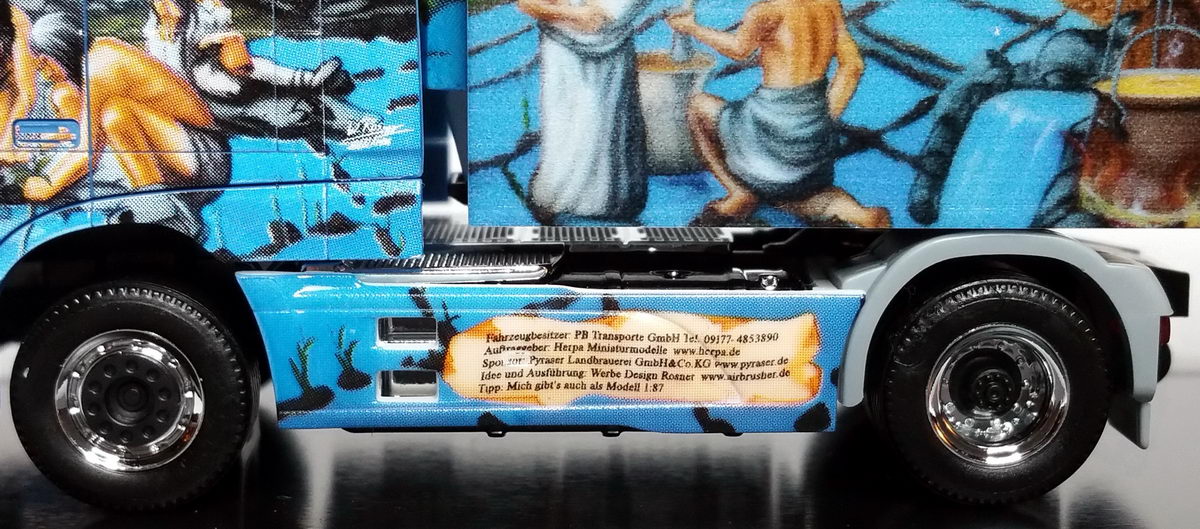 Fahrzeugbesitzer: PB Transporte GmbH Tel. 09177- 4853890
Auftraggeber: Herpa Miniaturmodelle www.herpa.de
Sponsor: Pyraser Landbrauerei GmbH&Co.KG www.pyraser.de
Idee und Ausführung: Werbe Design Rosner www.airbrusher.de
Tipp: Mich gibt's auch als Modell 1:87